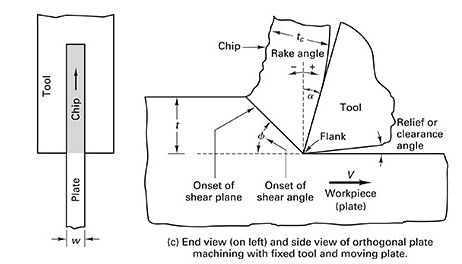 Tool
Chip
Plate
w
Chip
t
c
Rake angle
- +
α
Tool
Relief or
clearance
angle
Flank
t
ϕ
Onset of
shear plane
Onset of
shear angle
V
Workpiece
(plate)
(c) End view (on left) and side view of orthogonal plate
machining with fixed tool and moving plate.